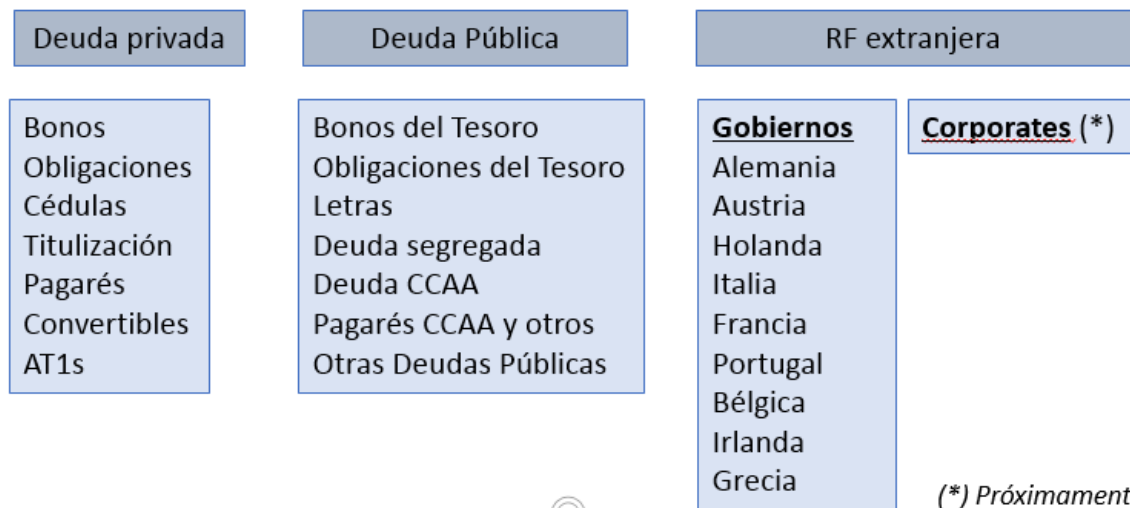 Deuda privada
Bonos
Obligaciones
Cédulas
Titulización
Pagarés
Convertibles
AT1s
Deuda Pública
Bonos del Tesoro
Obligaciones del Tesoro
Letras
Deuda segregada
Deuda CCAA
Pagarés CCAA y otros
Otras Deudas Públicas
RF extranjera
Gobiernos
Alemania
Austria
Holanda
Italia
Francia
Portugal
Bélgica
Irlanda
Grecia
Corporates (*)
(*) Próximament